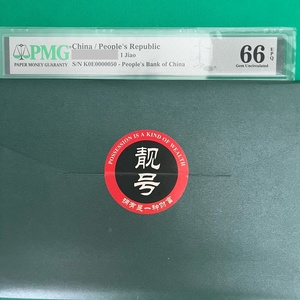 PMG
PAPER MONEY GUARANTY
China / People's Republic
1 Jiao
S/N K0E0000050 - People's Bank of China
66 EPQ
Gem Uncirculated
POSSESSION IS A KIND OF WEALTH
靓号
拥有是一种财富